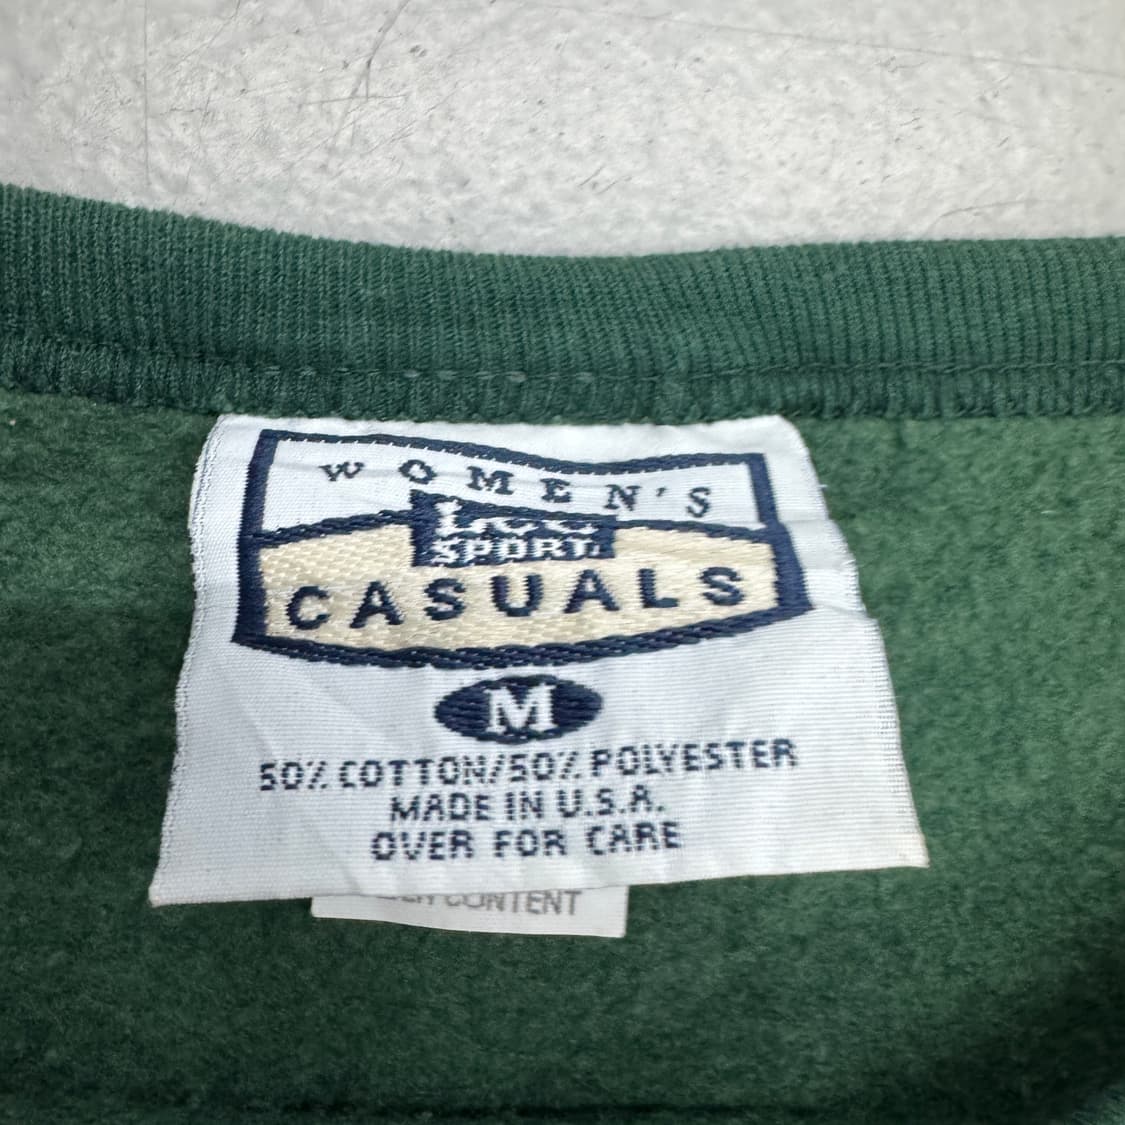 WOMEN'S
Lee
SPORT
CASUALS
M
50% COTTON/50% POLYESTER
MADE IN U.S.A.
OVER FOR CARE
CONTENT